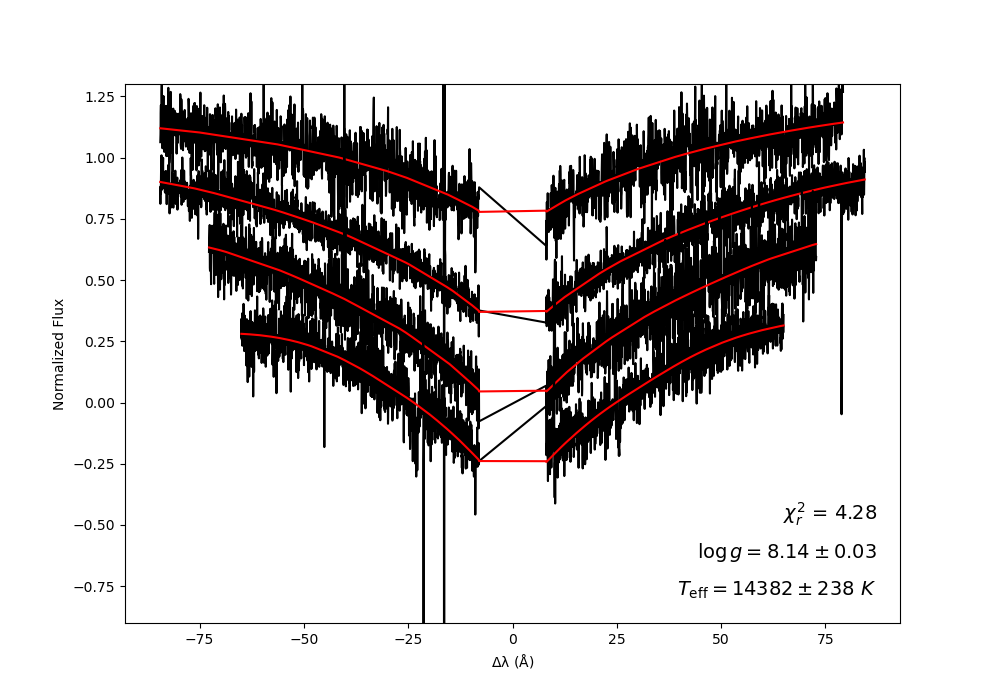 1.25
1.00
0.75
0.50
0.25
0.00
−0.25
−0.50
−0.75
Normalized Flux
χ²ᵣ = 4.28
log g = 8.14 ± 0.03
T_eff = 14382 ± 238 K
−75 −50 −25 0 25 50 75
Δλ (Å)